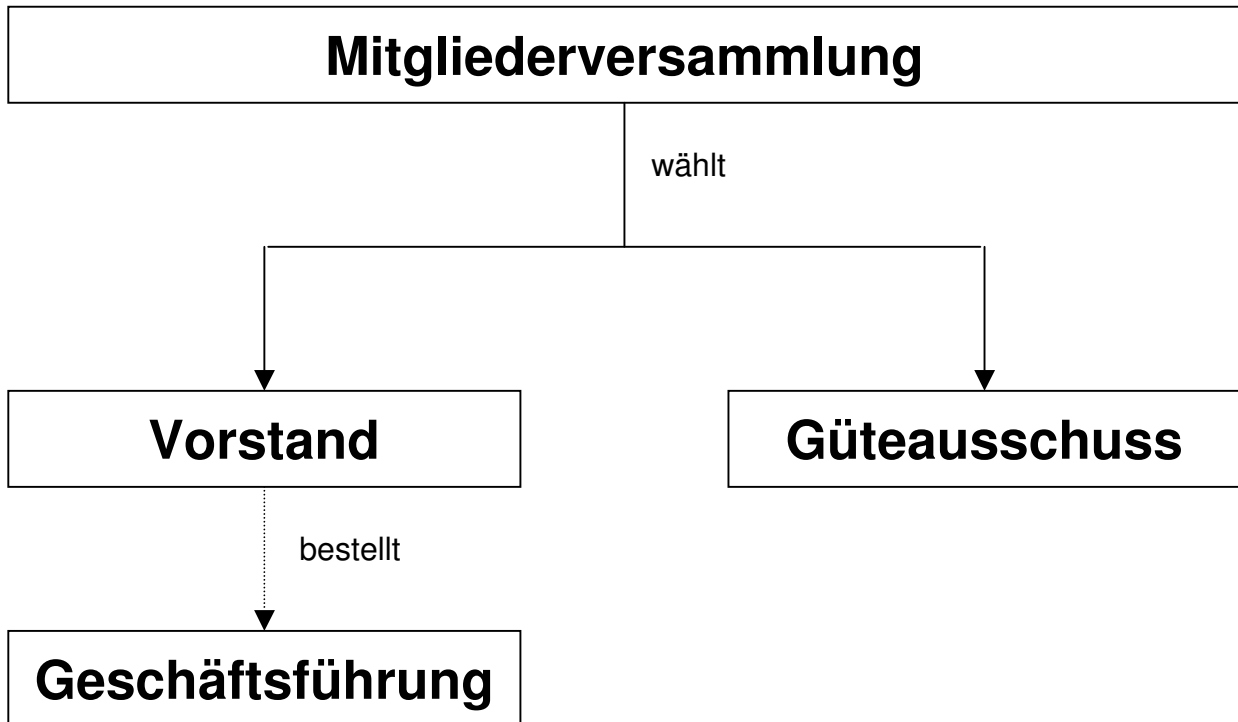 Mitgliederversammlung
wählt
Vorstand
Güteausschuss
bestellt
Geschäftsführung